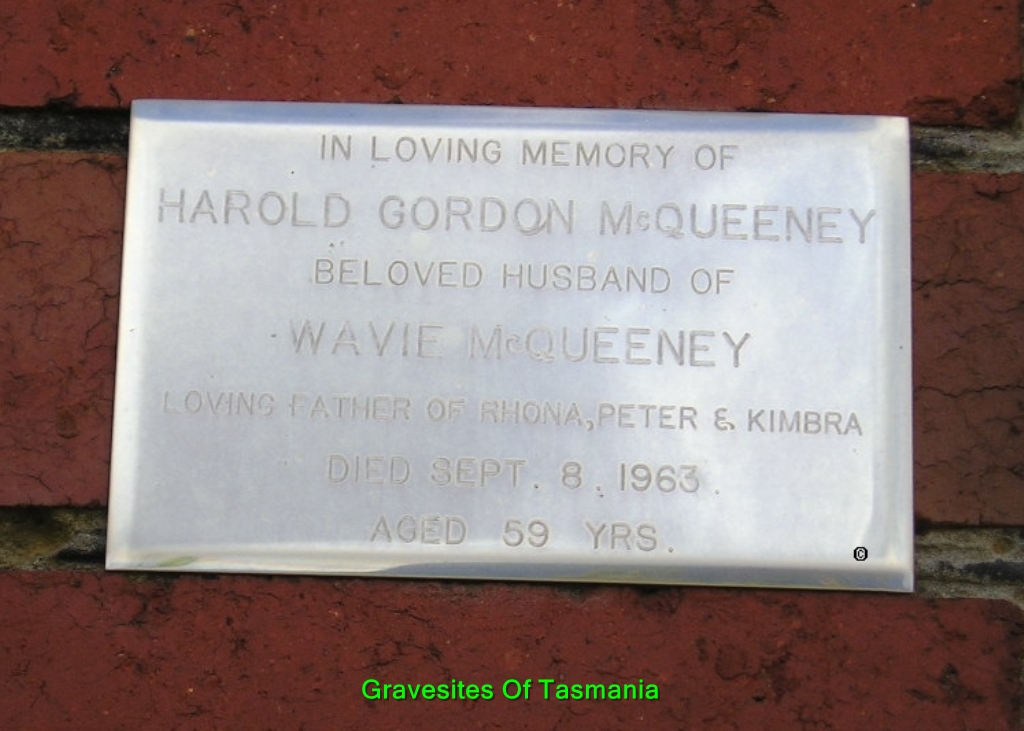 IN LOVING MEMORY OF
HAROLD GORDON McQUEENEY
BELOVED HUSBAND OF
WAVIE McQUEENEY
LOVING FATHER OF RHONA, PETER & KIMBRA
DIED SEPT. 8. 1963.
AGED 59 YRS.
©
Gravesites Of Tasmania